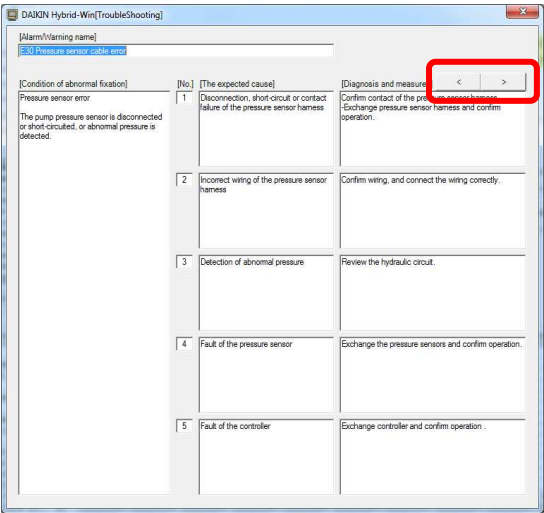 DAIKIN Hybrid-Win[TroubleShooting]
[Alarm/Warning name]
E30 Pressure sensor cable error
[Condition of abnormal fixation]
[No.]
[The expected cause]
[Diagnosis and measure
<
>
Pressure sensor error
The pump pressure sensor is disconnected
or short-circuited, or abnormal pressure is
detected.
1
Disconnection, short-circuit or contact
failure of the pressure sensor harness
Confirm contact of the pressure sensor harness
-Exchange pressure sensor harness and confirm
operation.
2
Incorrect wiring of the pressure sensor
harness
Confirm wiring, and connect the wiring correctly.
3
Detection of abnormal pressure
Review the hydraulic circuit.
4
Fault of the pressure sensor
Exchange the pressure sensors and confirm operation.
5
Fault of the controller
Exchange controller and confirm operation .